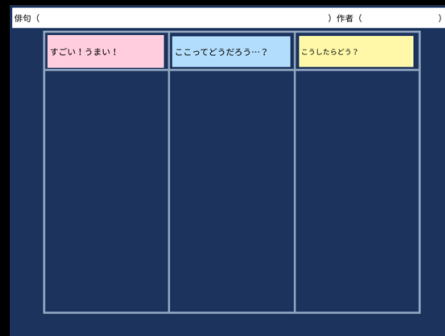 俳句（　　　　　　　　　　　　　　　　　　　）作者（　　　　　　　　　）
すごい！うまい！
ここってどうだろう…？
こうしたらどう？